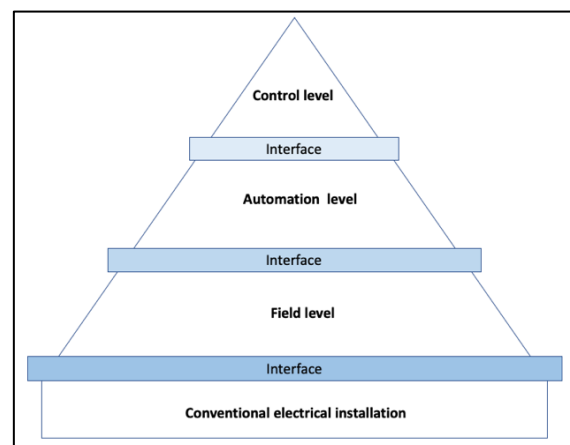 Control level
Interface
Automation  level
Interface
Field level
Interface
Conventional electrical installation